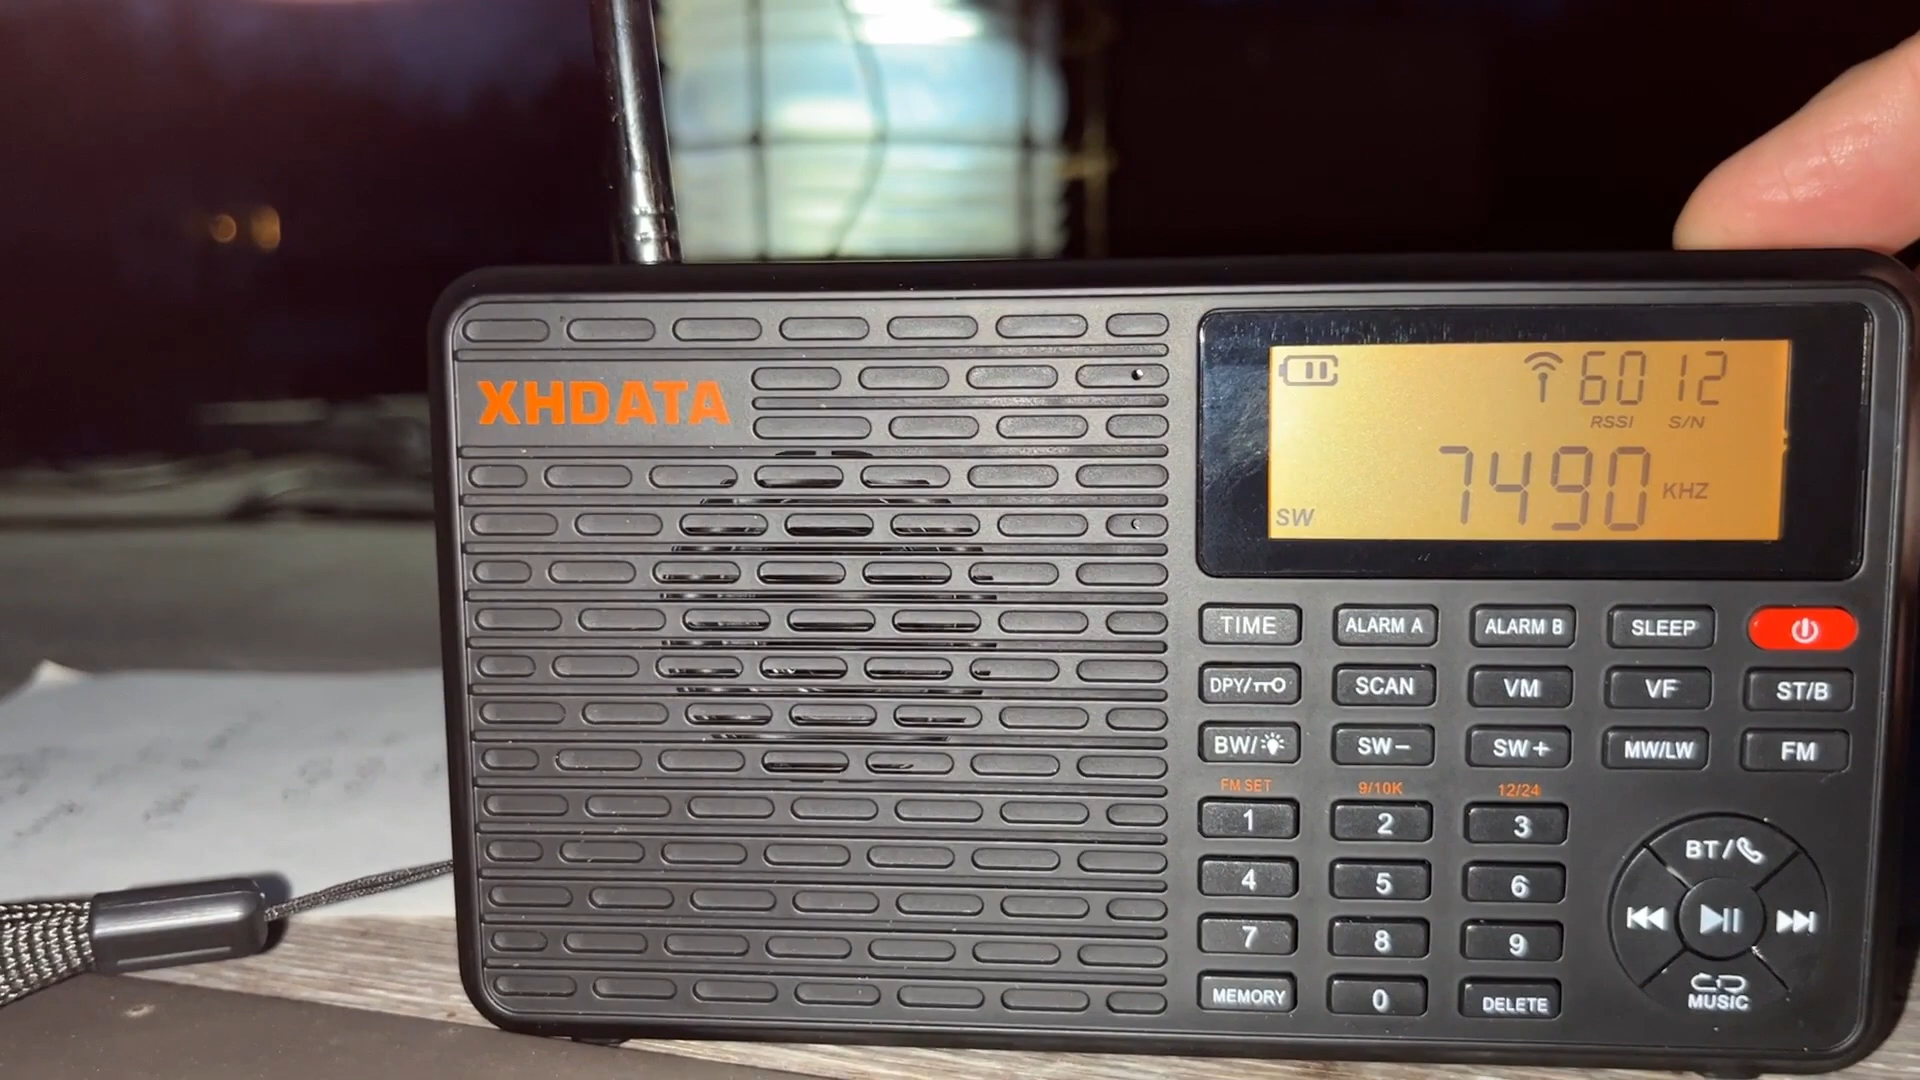 XHDATA
60 12
RSSI S/N
7490 KHZ
SW
TIME ALARM A ALARM B SLEEP
DPY/ SCAN VM VF ST/B
BW/ SW- SW+ MW/LW FM
FM SET 9/10K 12/24
1 2 3
BT/
4 5 6
7 8 9
MEMORY 0 DELETE
MUSIC